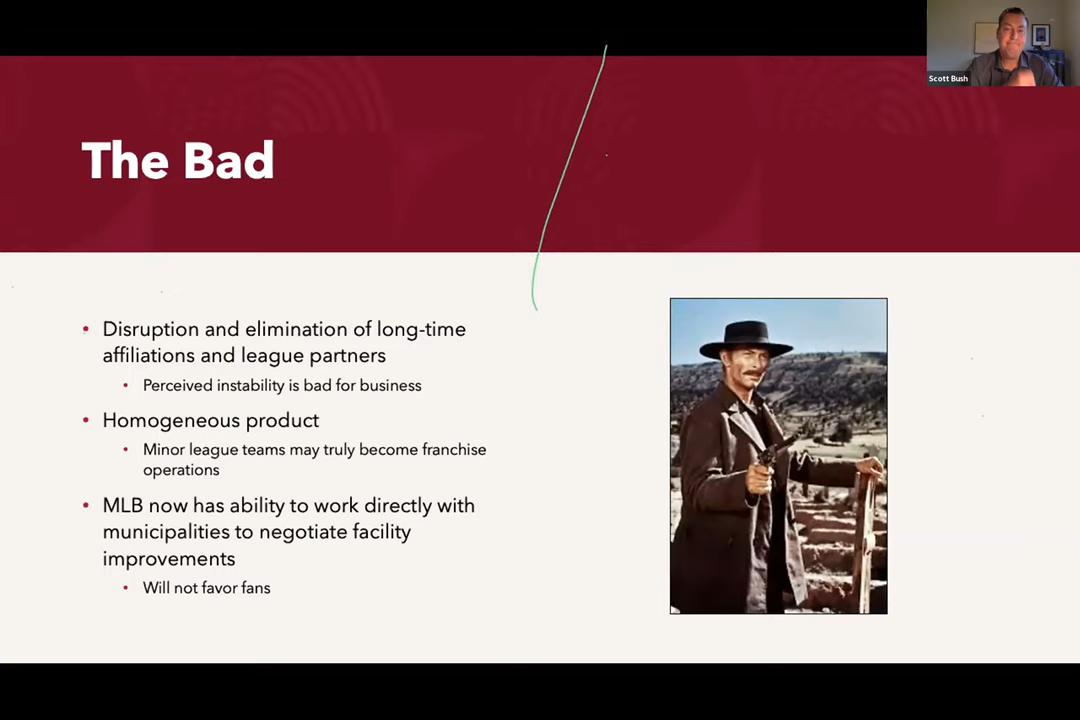 Scott Bush
The Bad
• Disruption and elimination of long-time
affiliations and league partners
• Perceived instability is bad for business
• Homogeneous product
• Minor league teams may truly become franchise
operations
• MLB now has ability to work directly with
municipalities to negotiate facility
improvements
• Will not favor fans